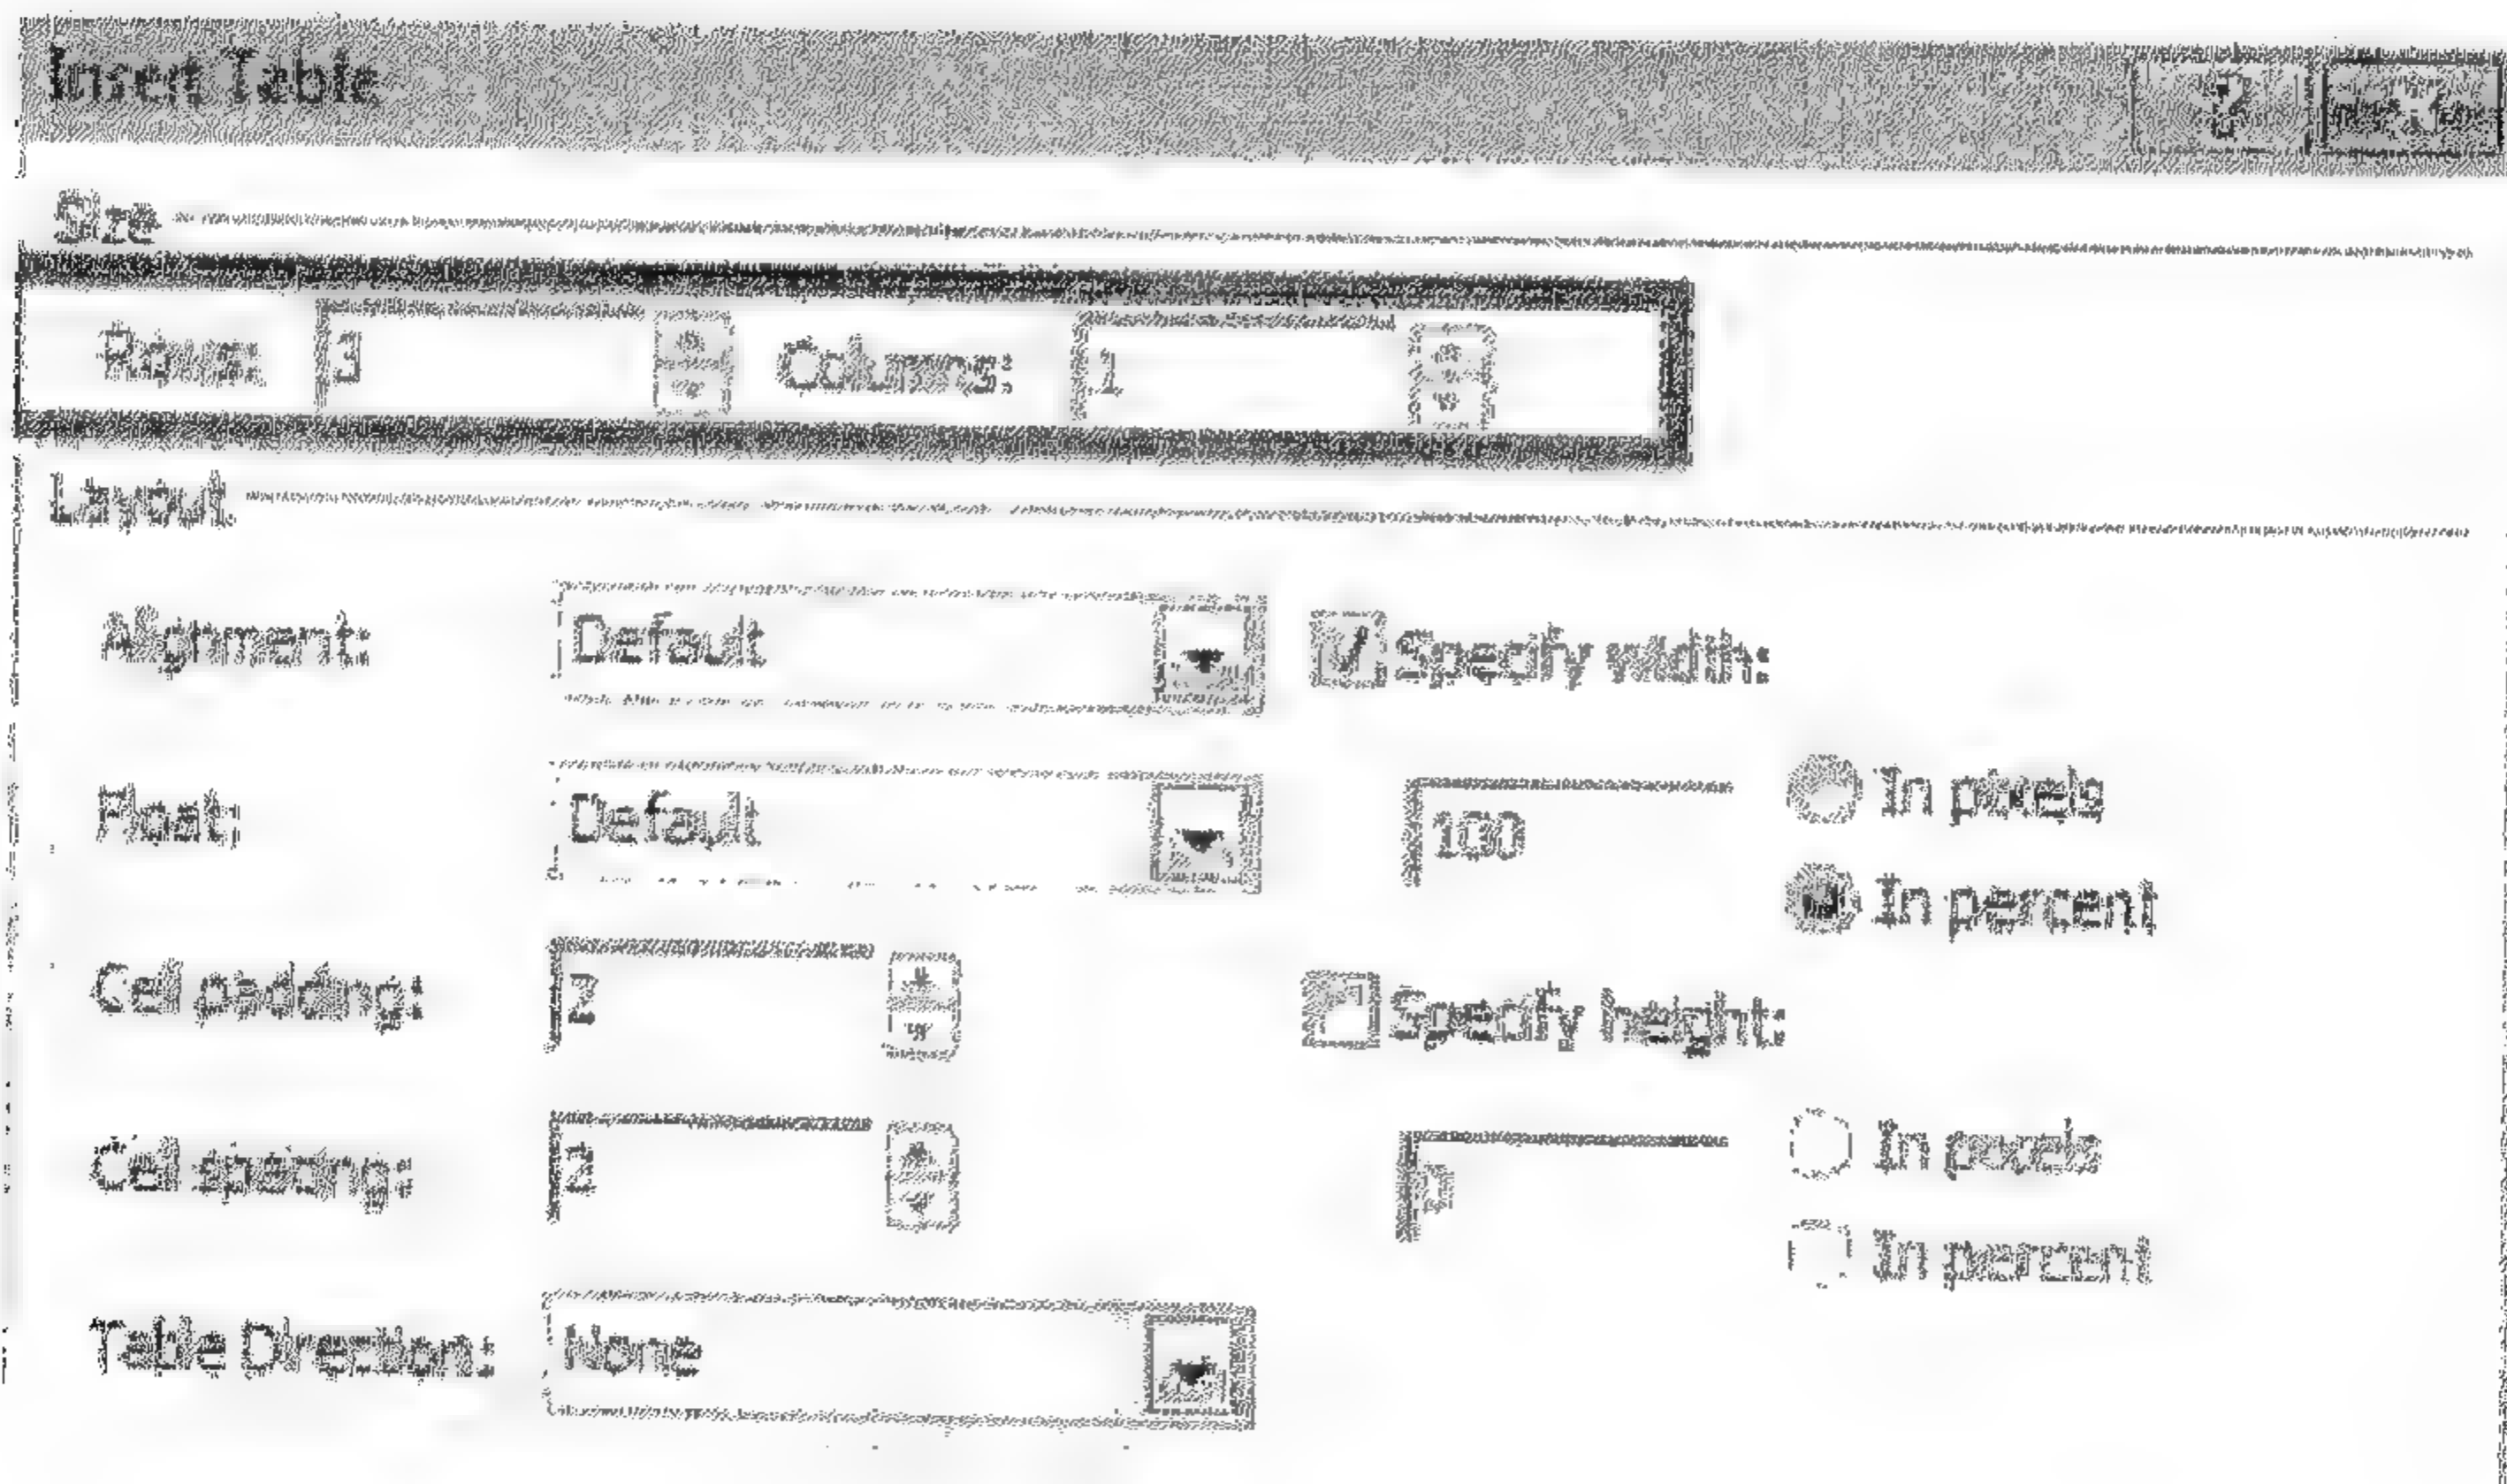 Insert Table
Size
Rows: 3 Columns: 1
Layout
Alignment: Default Specify width:
Float: Default 100 In pixels
In percent
Cell padding: 2 Specify height:
Cell spacing: 2 In pixels
In percent
Table Direction: None